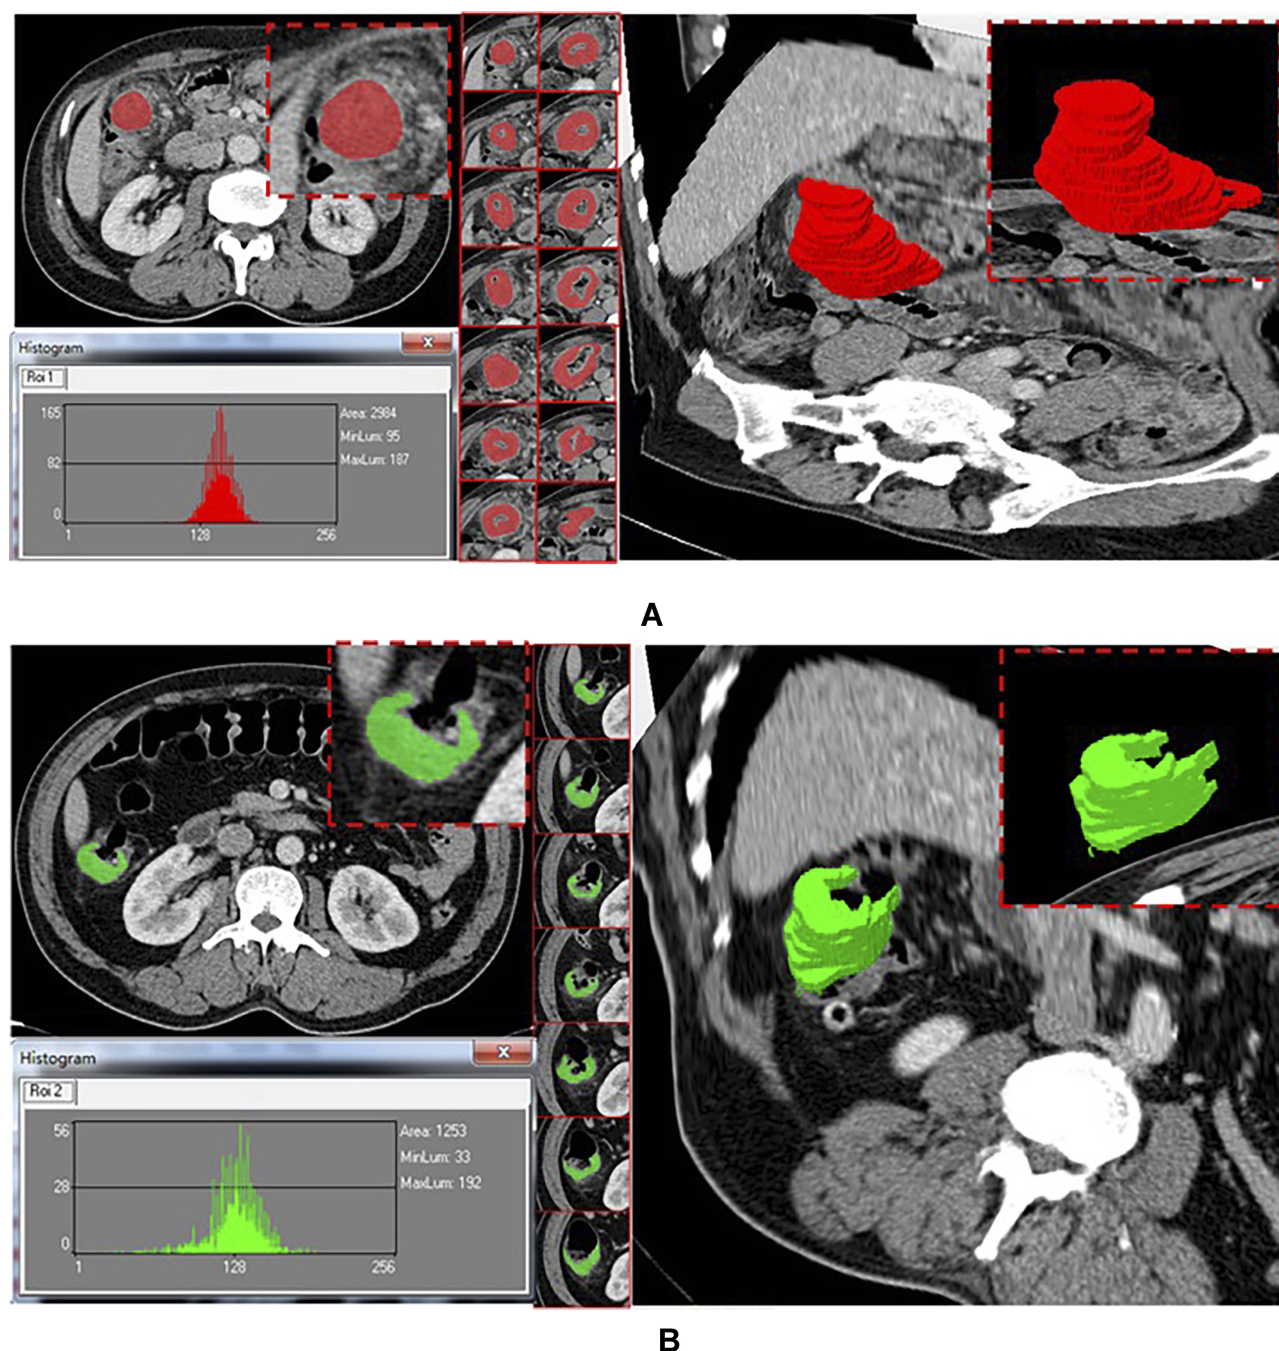 Histogram
Roi 1
165
82
0
1
128
256
Area: 2984
MinLum: 95
MaxLum: 187
A
Histogram
Roi 2
56
28
0
1
128
256
Area: 1253
MinLum: 33
MaxLum: 192
B